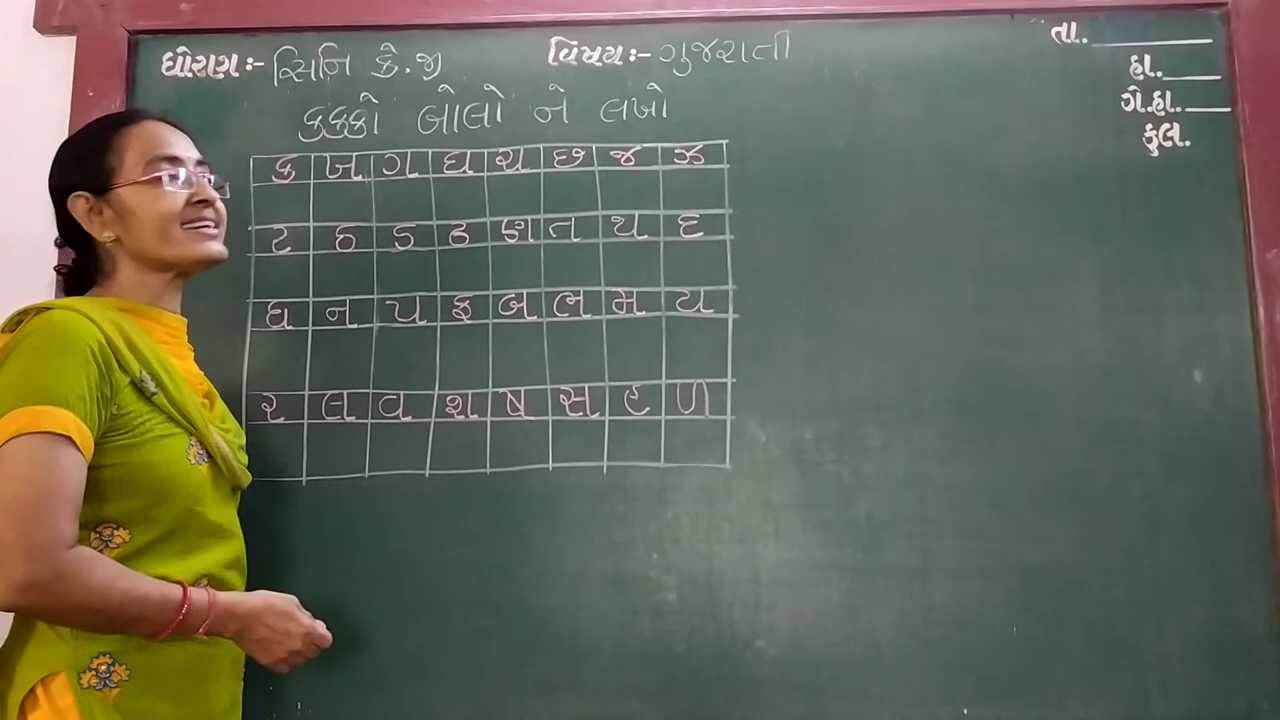 ધોરણ:- સિનિ કે.જી વિષય:- ગુજરાતી
તા.
હા.
ગે.હા.
કુલ.
કક્કો બોલો ને લખો
ક ખ ગ ઘ ચ છ જ ઝ
ટ ઠ ડ ઢ ણ ત થ દ
ધ ન પ ફ બ ભ મ ય
ર લ વ શ ષ સ હ ળ